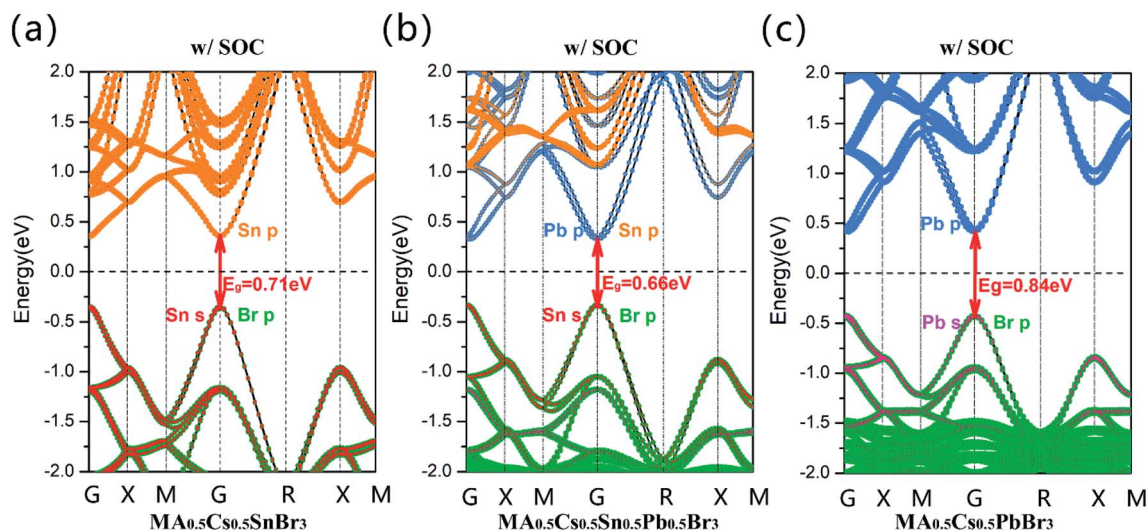 (a)
w/ SOC
Energy(eV)
2.0
1.5
1.0
0.5
0.0
-0.5
-1.0
-1.5
-2.0
Sn p
Eg=0.71eV
Sn s
Br p
G X M G R X M
MA0.5Cs0.5SnBr3
(b)
w/ SOC
Energy(eV)
2.0
1.5
1.0
0.5
0.0
-0.5
-1.0
-1.5
-2.0
Pb p
Sn p
Eg=0.66eV
Sn s
Br p
G X M G R X M
MA0.5Cs0.5Sn0.5Pb0.5Br3
(c)
w/ SOC
Energy(eV)
2.0
1.5
1.0
0.5
0.0
-0.5
-1.0
-1.5
-2.0
Pb p
Eg=0.84eV
Pb s
Br p
G X M G R X M
MA0.5Cs0.5PbBr3